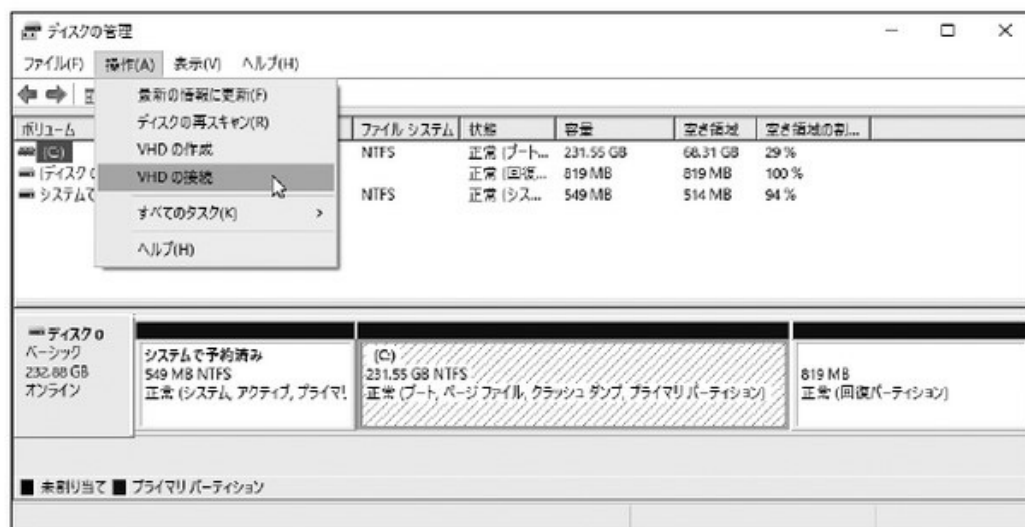 ディスクの管理
ファイル(F) 操作(A) 表示(V) ヘルプ(H)
最新の情報に更新(F)
ディスクの再スキャン(R)
VHD の作成
VHD の接続
すべてのタスク(K)
ヘルプ(H)
ボリューム ファイル システム 状態 容量 空き領域 空き領域の割...
(C:) NTFS 正常 (ブート... 231.55 GB 68.31 GB 29 %
(ディスク 正常 (回復... 819 MB 819 MB 100 %
システムで NTFS 正常 (シス... 549 MB 514 MB 94 %
ディスク 0
ベーシック
232.88 GB
オンライン
システムで予約済み
549 MB NTFS
正常 (システム, アクティブ, プライマリ
(C:)
231.55 GB NTFS
正常 (ブート, ページ ファイル, クラッシュ ダンプ, プライマリ パーティション)
819 MB
正常 (回復パーティション)
未割り当て プライマリ パーティション